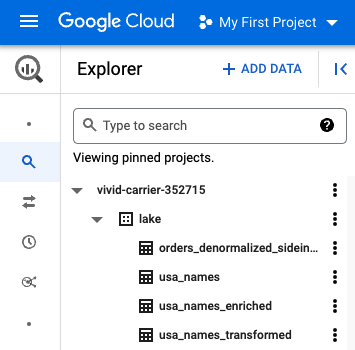 Google Cloud
My First Project
Explorer
+ ADD DATA
Type to search
?
Viewing pinned projects.
vivid-carrier-352715
lake
orders_denormalized_sidein...
usa_names
usa_names_enriched
usa_names_transformed